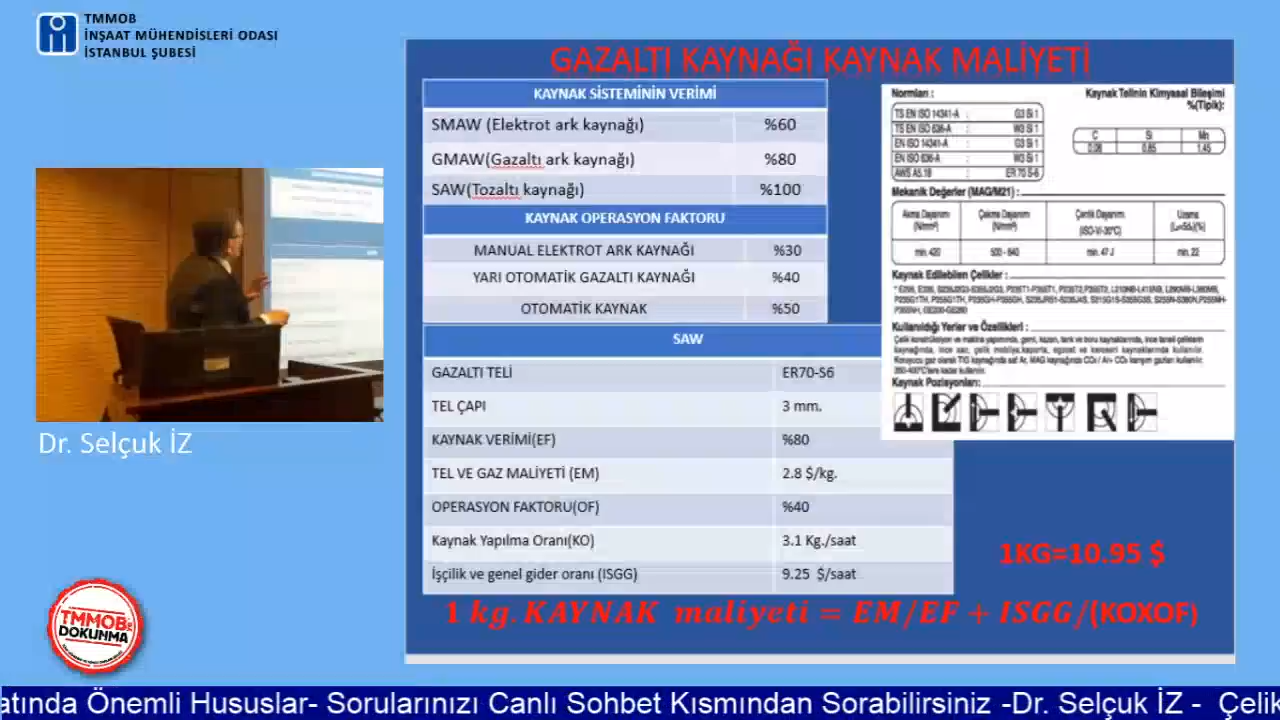 TMMOB
İNŞAAT MÜHENDİSLERİ ODASI
İSTANBUL ŞUBESİ
GAZALTI KAYNAĞI KAYNAK MALİYETİ
KAYNAK SİSTEMİNİN VERİMİ
SMAW (Elektrot ark kaynağı) %60
GMAW(Gazaltı ark kaynağı) %80
SAW(Tozaltı kaynağı) %100
KAYNAK OPERASYON FAKTORU
MANUAL ELEKTROT ARK KAYNAĞI %30
YARI OTOMATİK GAZALTI KAYNAĞI %40
OTOMATİK KAYNAK %50
SAW
GAZALTI TELİ ER70-S6
TEL ÇAPI 3 mm.
KAYNAK VERİMİ(EF) %80
TEL VE GAZ MALİYETİ (EM) 2.8 $/kg.
OPERASYON FAKTORU(OF) %40
Kaynak Yapılma Oranı(KO) 3.1 Kg./saat
İşçilik ve genel gider oranı (ISGG) 9.25 $/saat
Normları :
TS EN ISO 14341-A : G3 Si 1
TS EN ISO 636-A : W3 Si 1
EN ISO 14341-A : G3 Si 1
EN ISO 636-A : W3 Si 1
AWS A5.18 : ER 70 S-6
Kaynak Telinin Kimyasal Bileşimi
%(Tipik):
C Si Mn
0.08 0.85 1.45
Mekanik Değerler (MAG/M21) :
Akma Dayanımı Çekme Dayanımı Çentik Dayanımı Uzama
(N/mm²) (N/mm²) (ISO-V/-30°C)
min. 420 500 - 640 min. 47 J min. 22
Kaynak Edilebilen Çelikler :
Kullanıldığı Yerler ve Özellikleri :
Kaynak Pozisyonları:
1KG=10.95 $
1 kg. KAYNAK maliyeti = EM/EF + ISGG/(KOXOF)
Dr. Selçuk İZ
TMMOB'ye
DOKUNMA
atında Önemli Hususlar- Sorularınızı Canlı Sohbet Kısmından Sorabilirsiniz -Dr. Selçuk İZ - Çelik